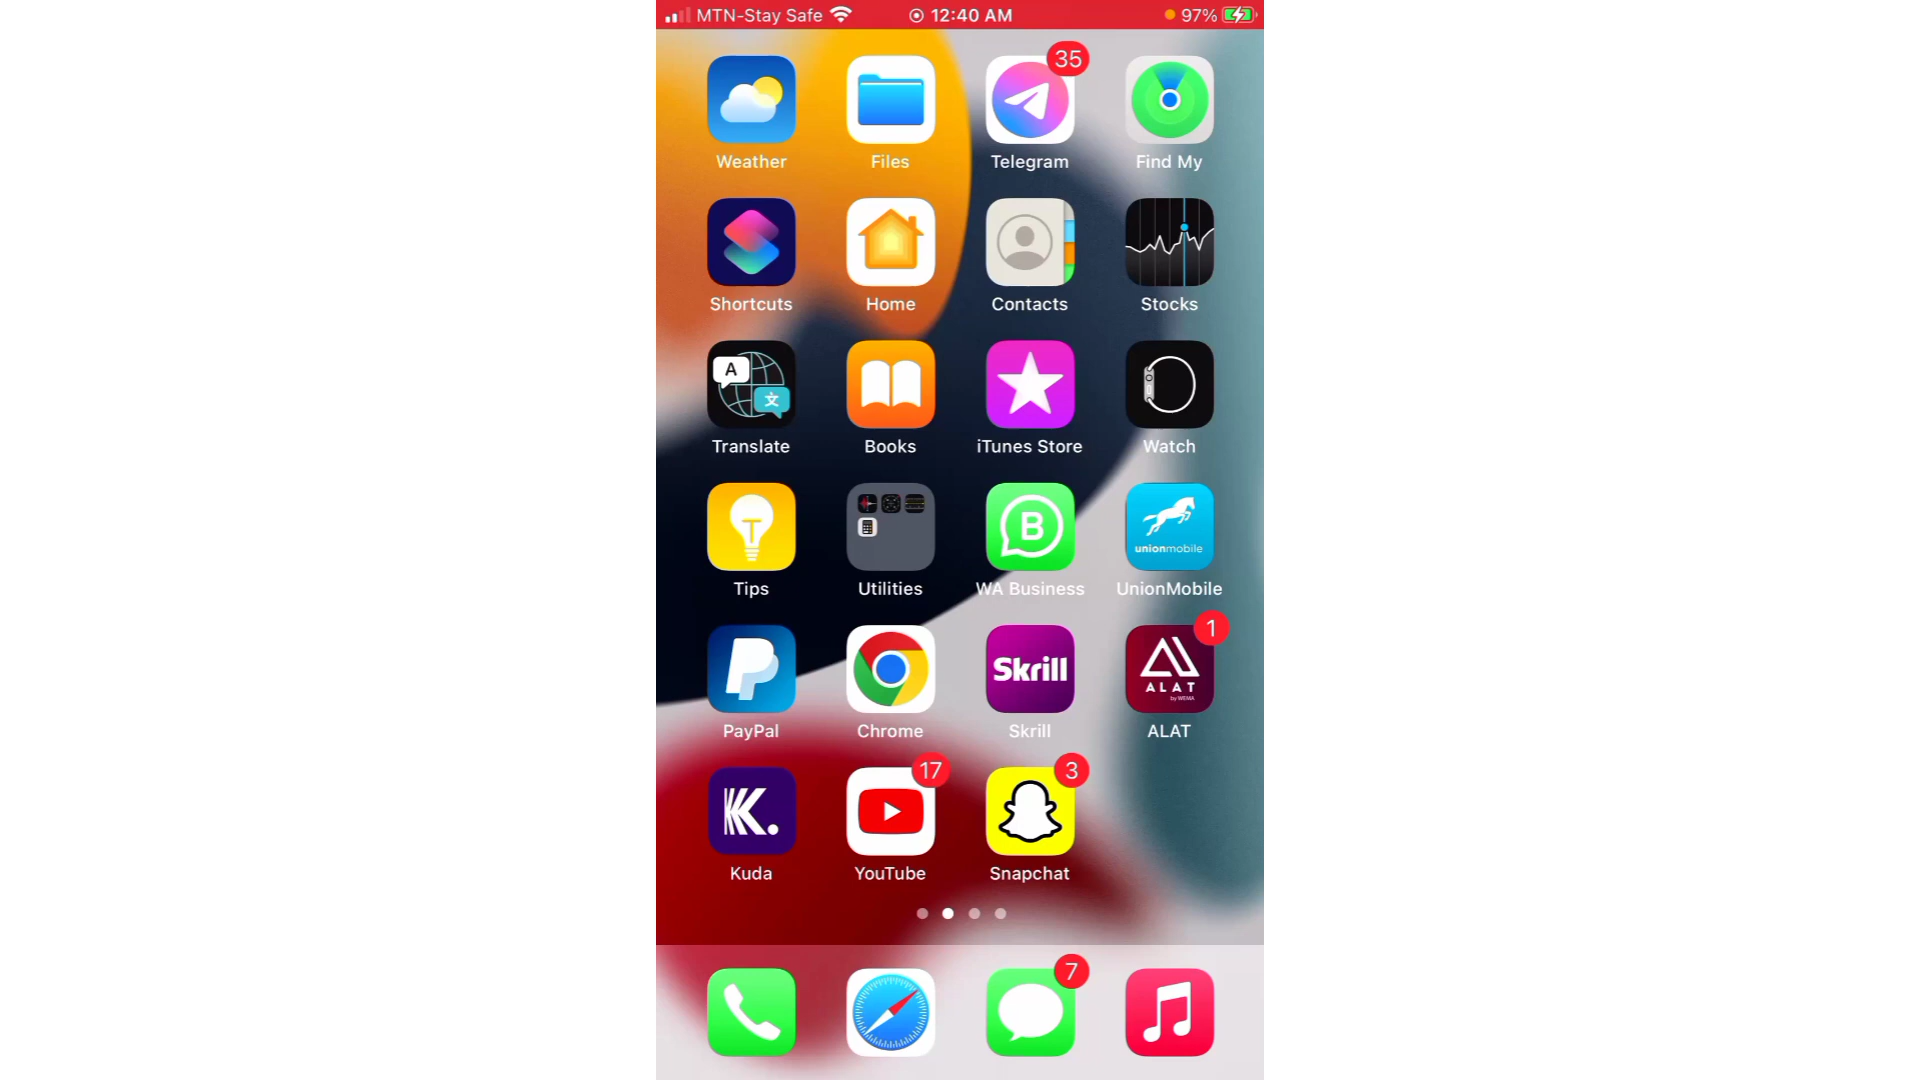 MTN-Stay Safe 12:40 AM 97%
35
Weather Files Telegram Find My
Shortcuts Home Contacts Stocks
A
文
Translate Books iTunes Store Watch
T
B
unionmobile
Tips Utilities WA Business UnionMobile
1
P
Skrill
ALAT
by WEMA
PayPal Chrome Skrill ALAT
17 3
K.
Kuda YouTube Snapchat
7